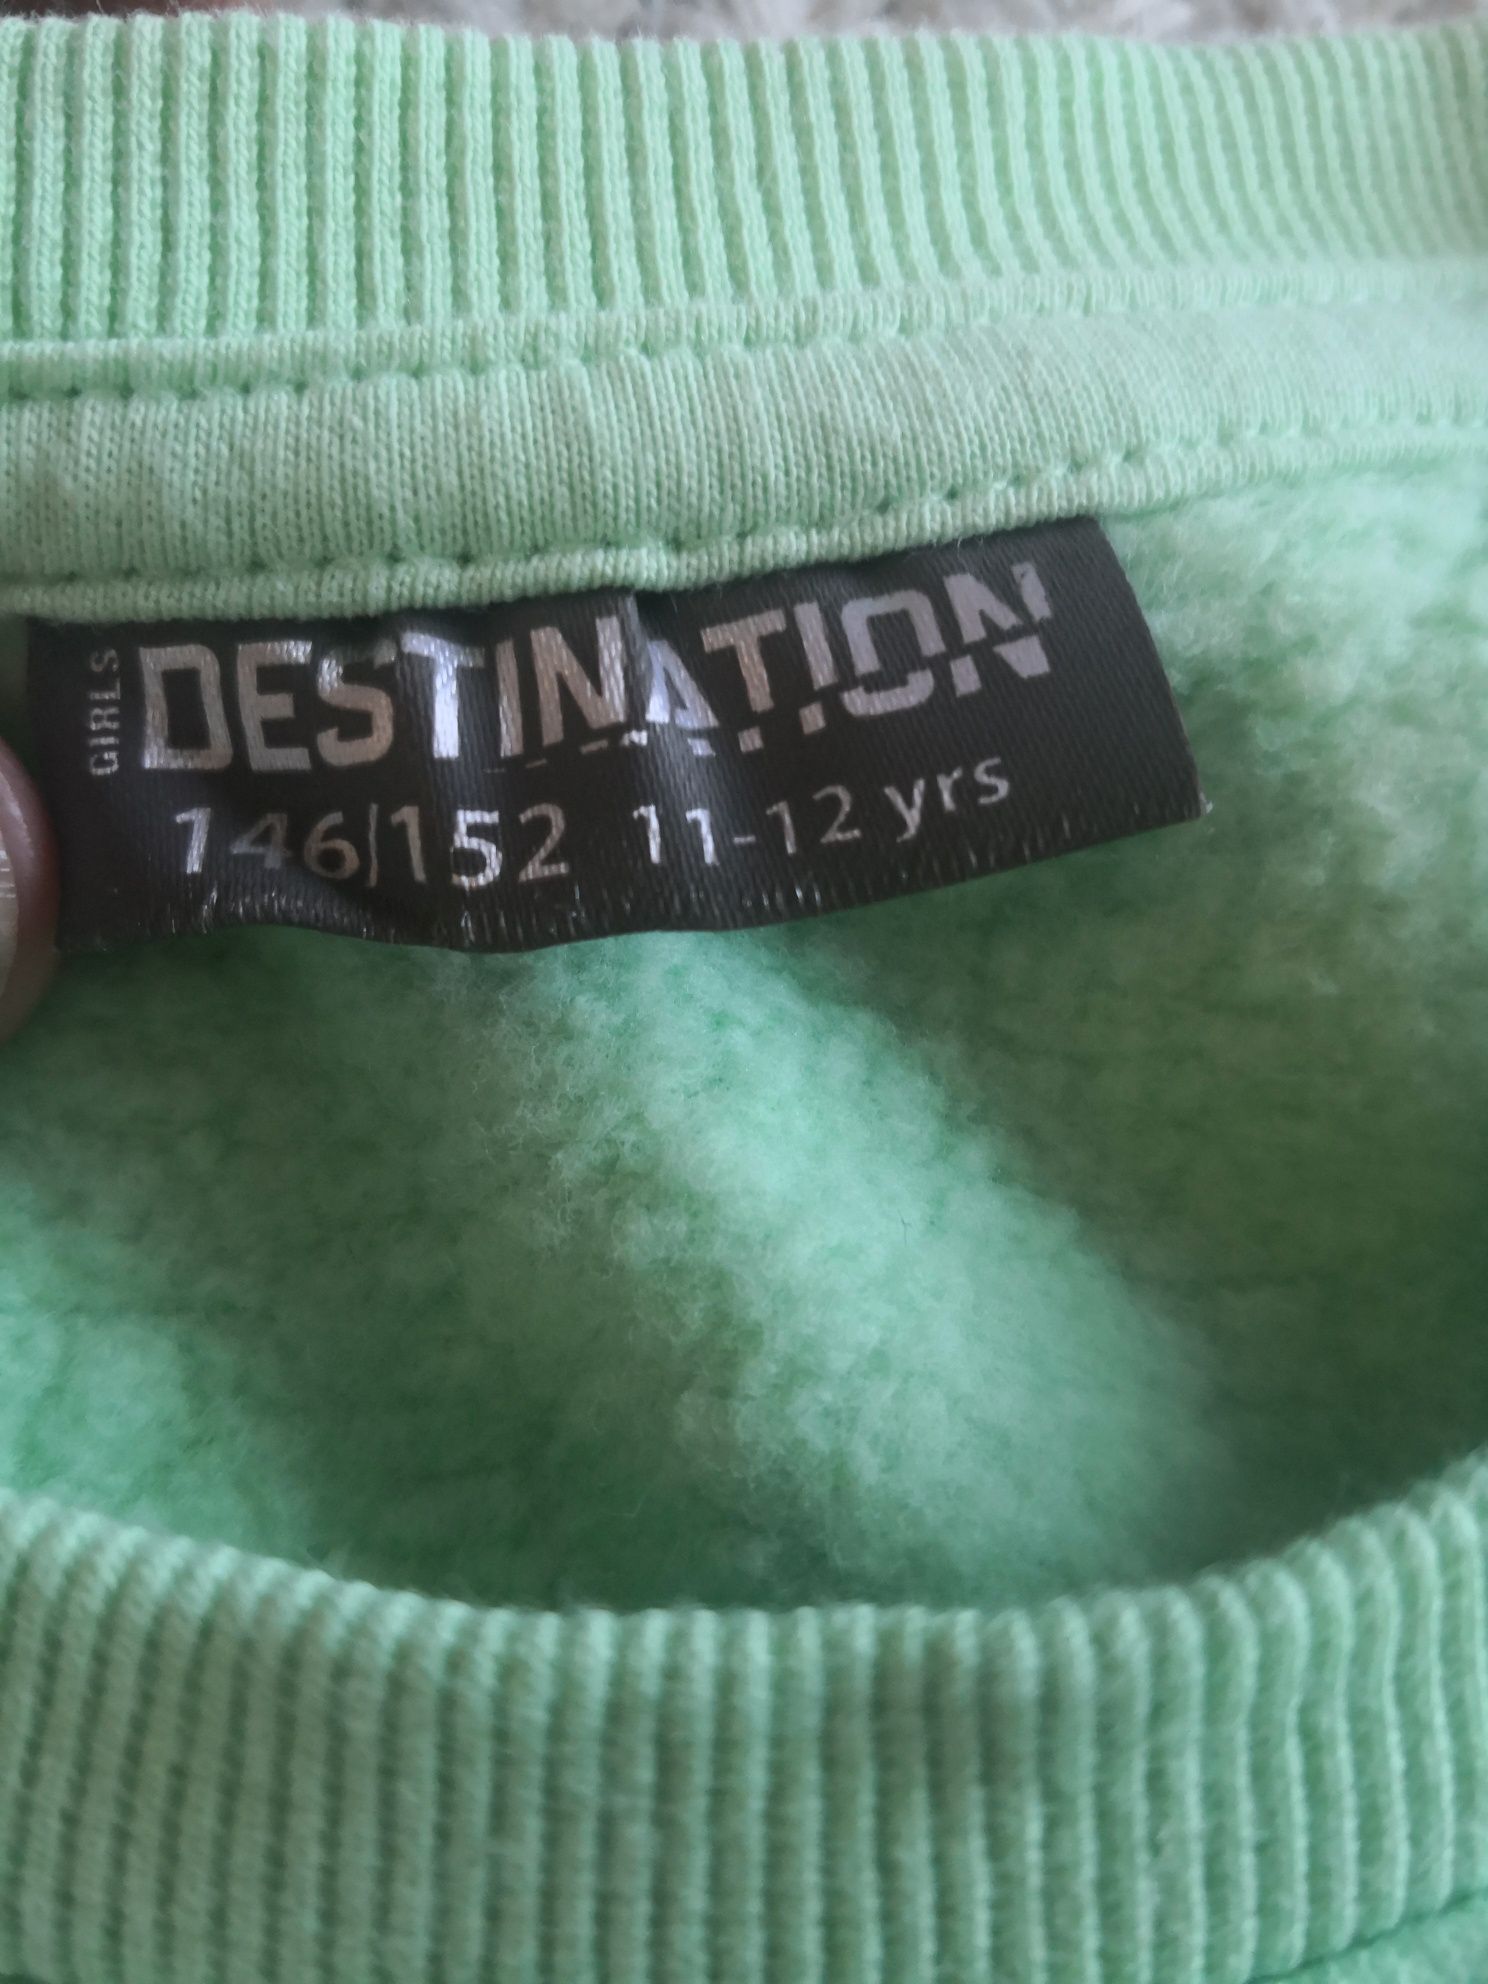 GIRLS
DESTINATION
146/152 11-12 yrs